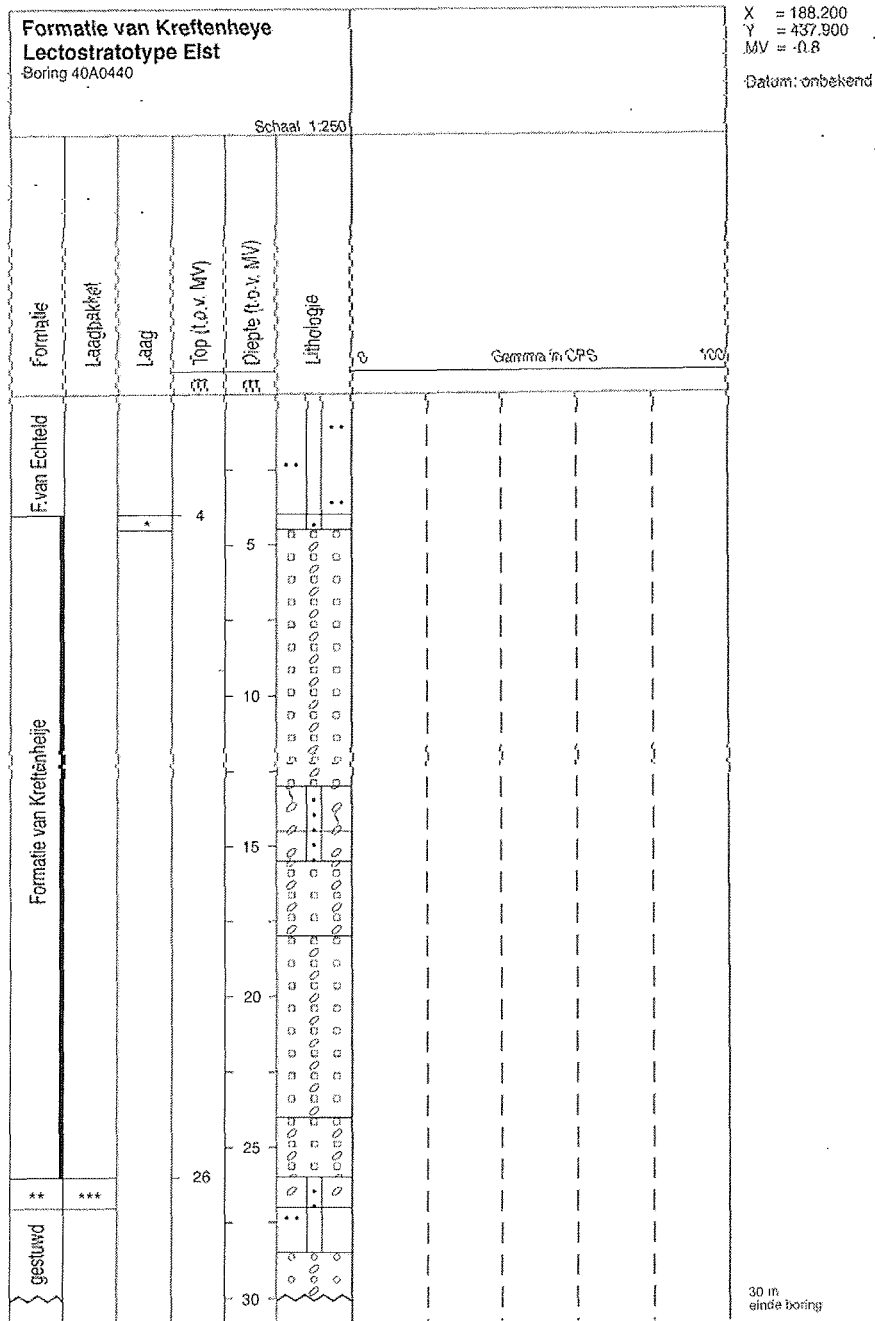 Formatie van Kreftenheye
Lectostratotype Elst
Boring 40A0440
Schaal 1:250
X = 188.200
Y = 437.900
MV = -0.8
Datum: onbekend
Formatie
Laagpakket
Laag
Top (t.o.v. MV)
Diepte (t.o.v. MV)
Lithologie
m
m
0
Gamma in CPS
100
F.van Echteld
*
4
5
10
Formatie van Kreftenheije
15
20
25
26
**
***
gestuwd
30
30 m
einde boring